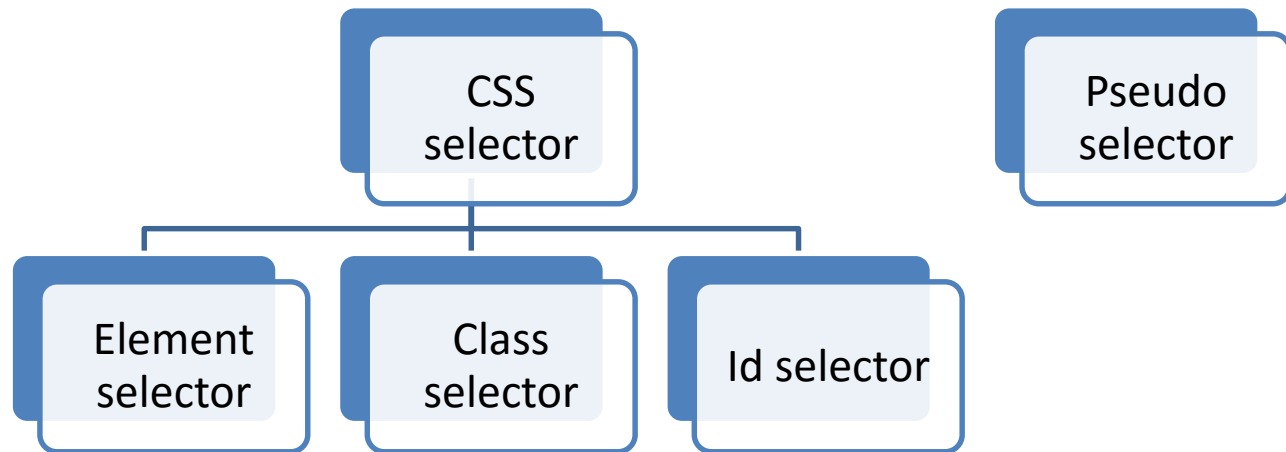 CSS
selector
Pseudo
selector
Element
selector
Class
selector
Id selector